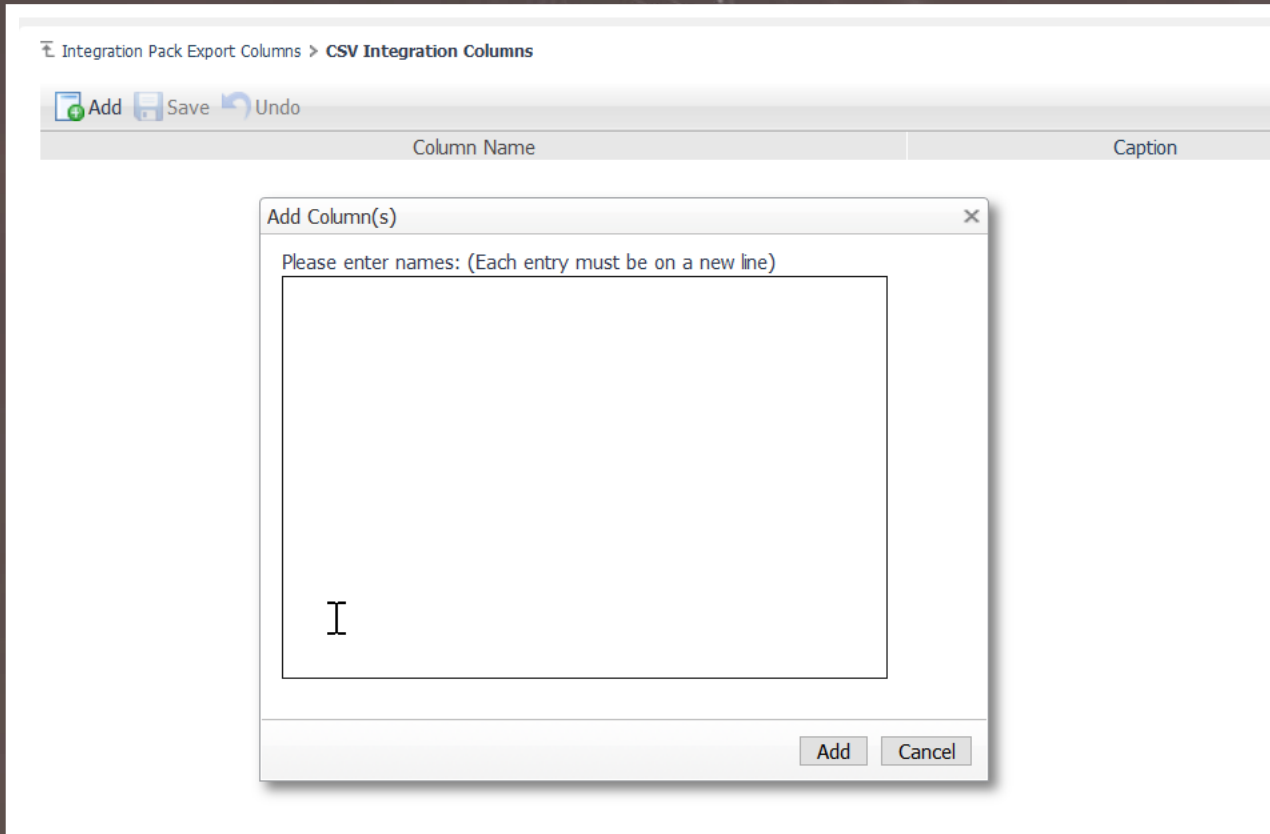 Integration Pack Export Columns > CSV Integration Columns
Add Save Undo
Column Name Caption
Add Column(s)
Please enter names: (Each entry must be on a new line)
Add Cancel